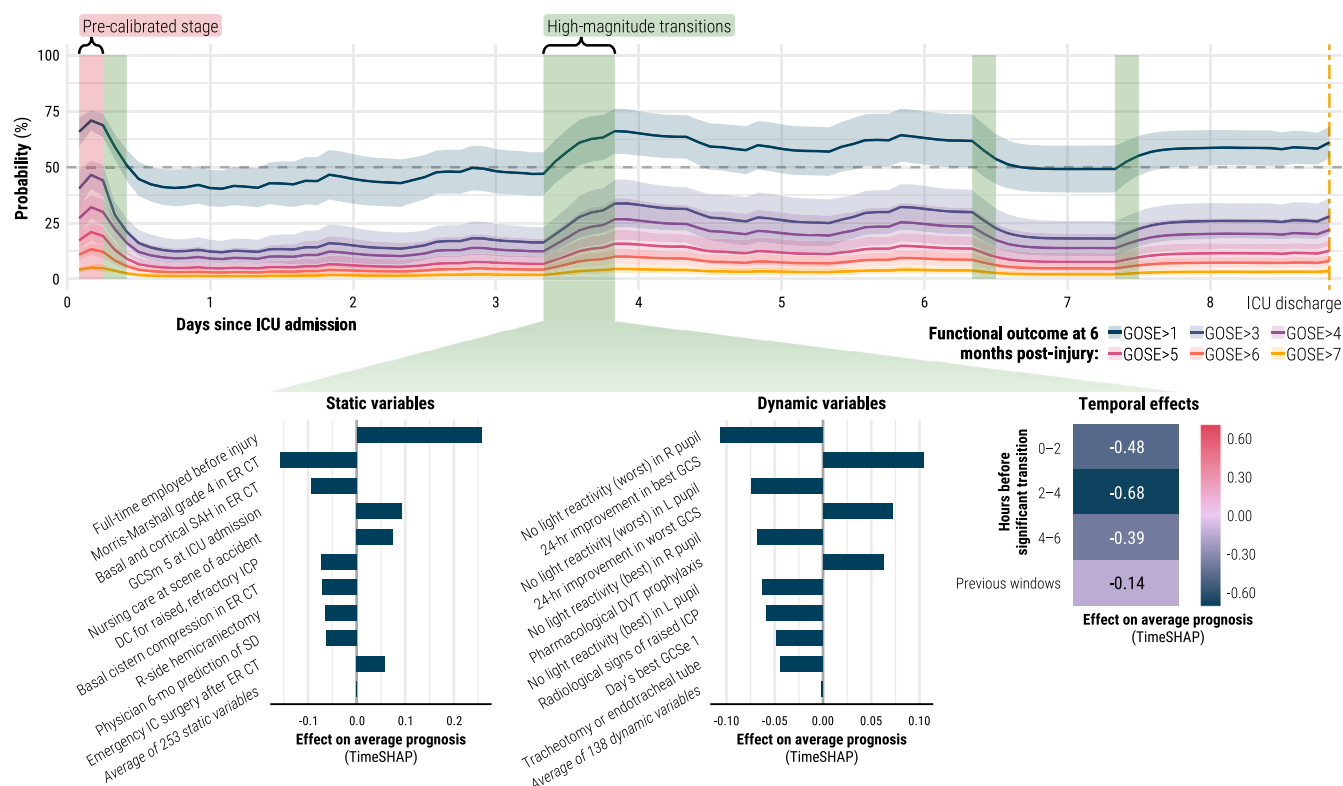 Pre-calibrated stage
High-magnitude transitions
Probability (%)
100
75
50
25
0
0 1 2 3 4 5 6 7 8
ICU discharge
Days since ICU admission
Functional outcome at 6
months post-injury:
GOSE>1 GOSE>3 GOSE>4
GOSE>5 GOSE>6 GOSE>7
Static variables
Full-time employed before injury
Morris-Marshall grade 4 in ER CT
Basal and cortical SAH in ER CT
GCSm 5 at ICU admission
Nursing care at scene of accident
DC for raised, refractory ICP
Basal cistern compression in ER CT
R-side hemicraniectomy
Physician 6-mo prediction of SD
Emergency IC surgery after ER CT
Average of 253 static variables
-0.1 0.0 0.1 0.2
Effect on average prognosis
(TimeSHAP)
Dynamic variables
No light reactivity (worst) in R pupil
24-hr improvement in best GCS
No light reactivity (worst) in L pupil
24-hr improvement in worst GCS
No light reactivity (best) in R pupil
Pharmacological DVT prophylaxis
No light reactivity (best) in L pupil
Radiological signs of raised ICP
Day's best GCSe 1
Tracheotomy or endotracheal tube
Average of 138 dynamic variables
-0.10 -0.05 0.00 0.05 0.10
Effect on average prognosis
(TimeSHAP)
Temporal effects
Hours before
significant transition
0–2 -0.48
2–4 -0.68
4–6 -0.39
Previous windows -0.14
0.60
0.30
0.00
-0.30
-0.60
Effect on average prognosis
(TimeSHAP)